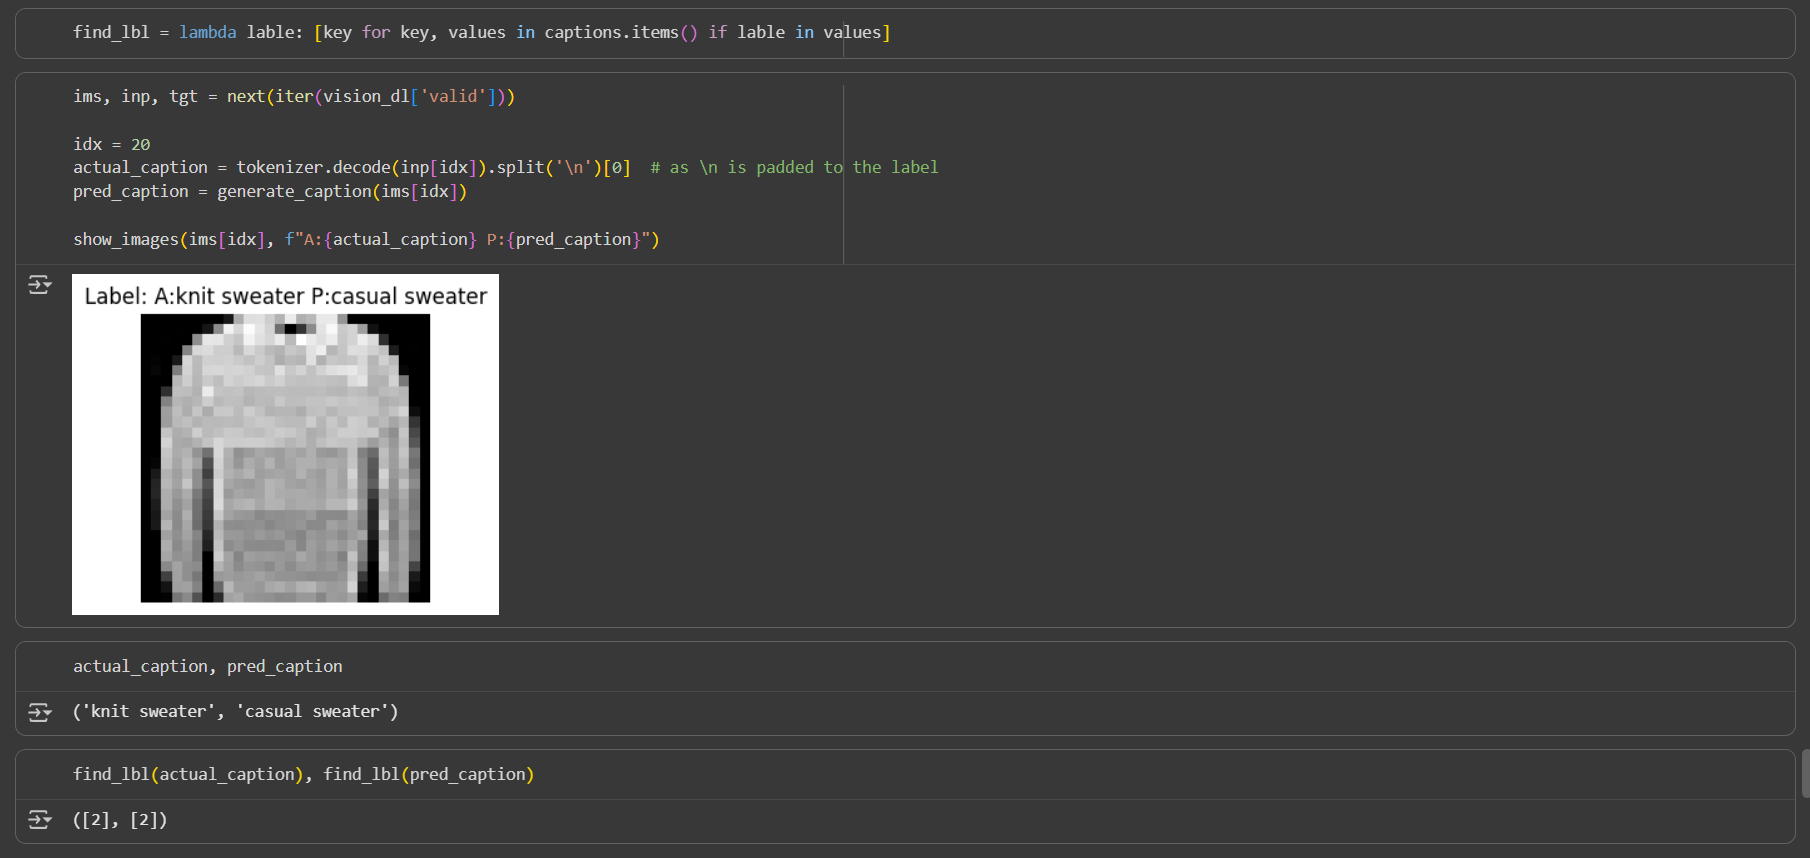 find_lbl = lambda lable: [key for key, values in captions.items() if lable in values]
ims, inp, tgt = next(iter(vision_dl['valid']))
idx = 20
actual_caption = tokenizer.decode(inp[idx]).split('\n')[0]  # as \n is padded to the label
pred_caption = generate_caption(ims[idx])
show_images(ims[idx], f"A:{actual_caption} P:{pred_caption}")
Label: A:knit sweater P:casual sweater
actual_caption, pred_caption
('knit sweater', 'casual sweater')
find_lbl(actual_caption), find_lbl(pred_caption)
([2], [2])